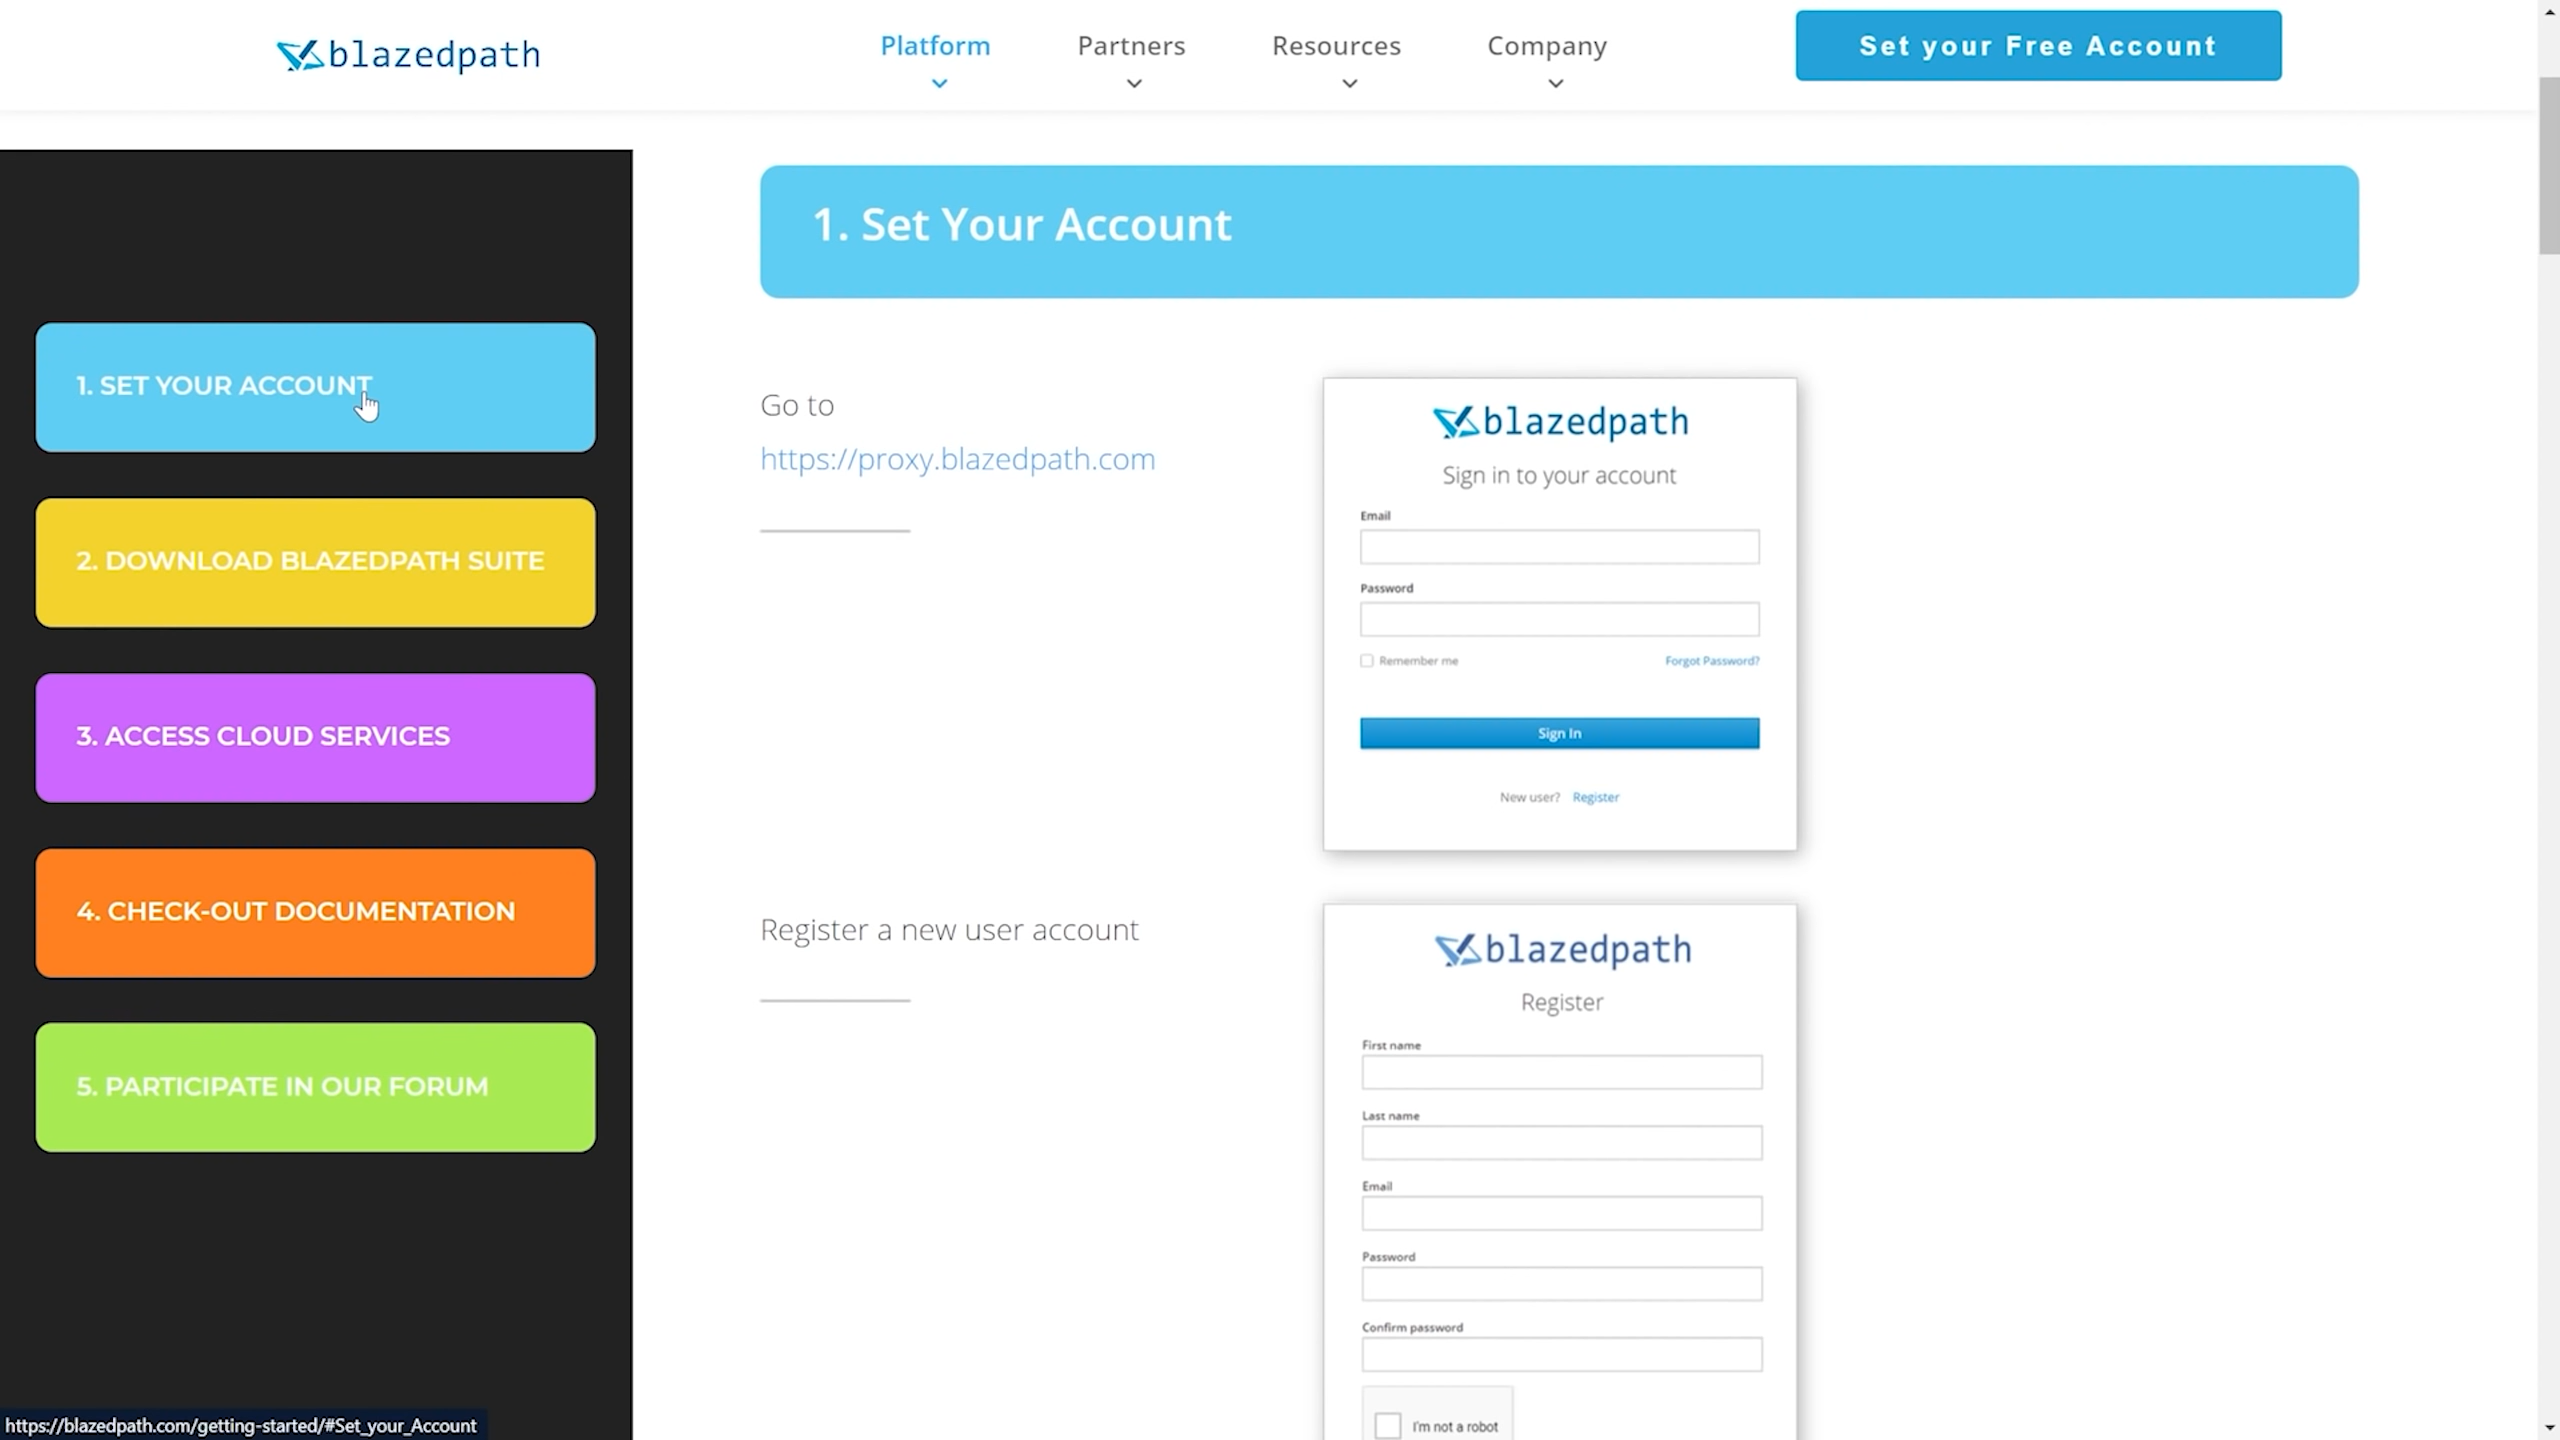 blazedpath
Platform
Partners
Resources
Company
Set your Free Account
1. SET YOUR ACCOUNT
2. DOWNLOAD BLAZEDPATH SUITE
3. ACCESS CLOUD SERVICES
4. CHECK-OUT DOCUMENTATION
5. PARTICIPATE IN OUR FORUM
1. Set Your Account
Go to
https://proxy.blazedpath.com
blazedpath
Sign in to your account
Email
Password
Remember me
Forgot Password?
Sign In
New user? Register
Register a new user account
blazedpath
Register
First name
Last name
Email
Password
Confirm password
I'm not a robot
https://blazedpath.com/getting-started/#Set_your_Account